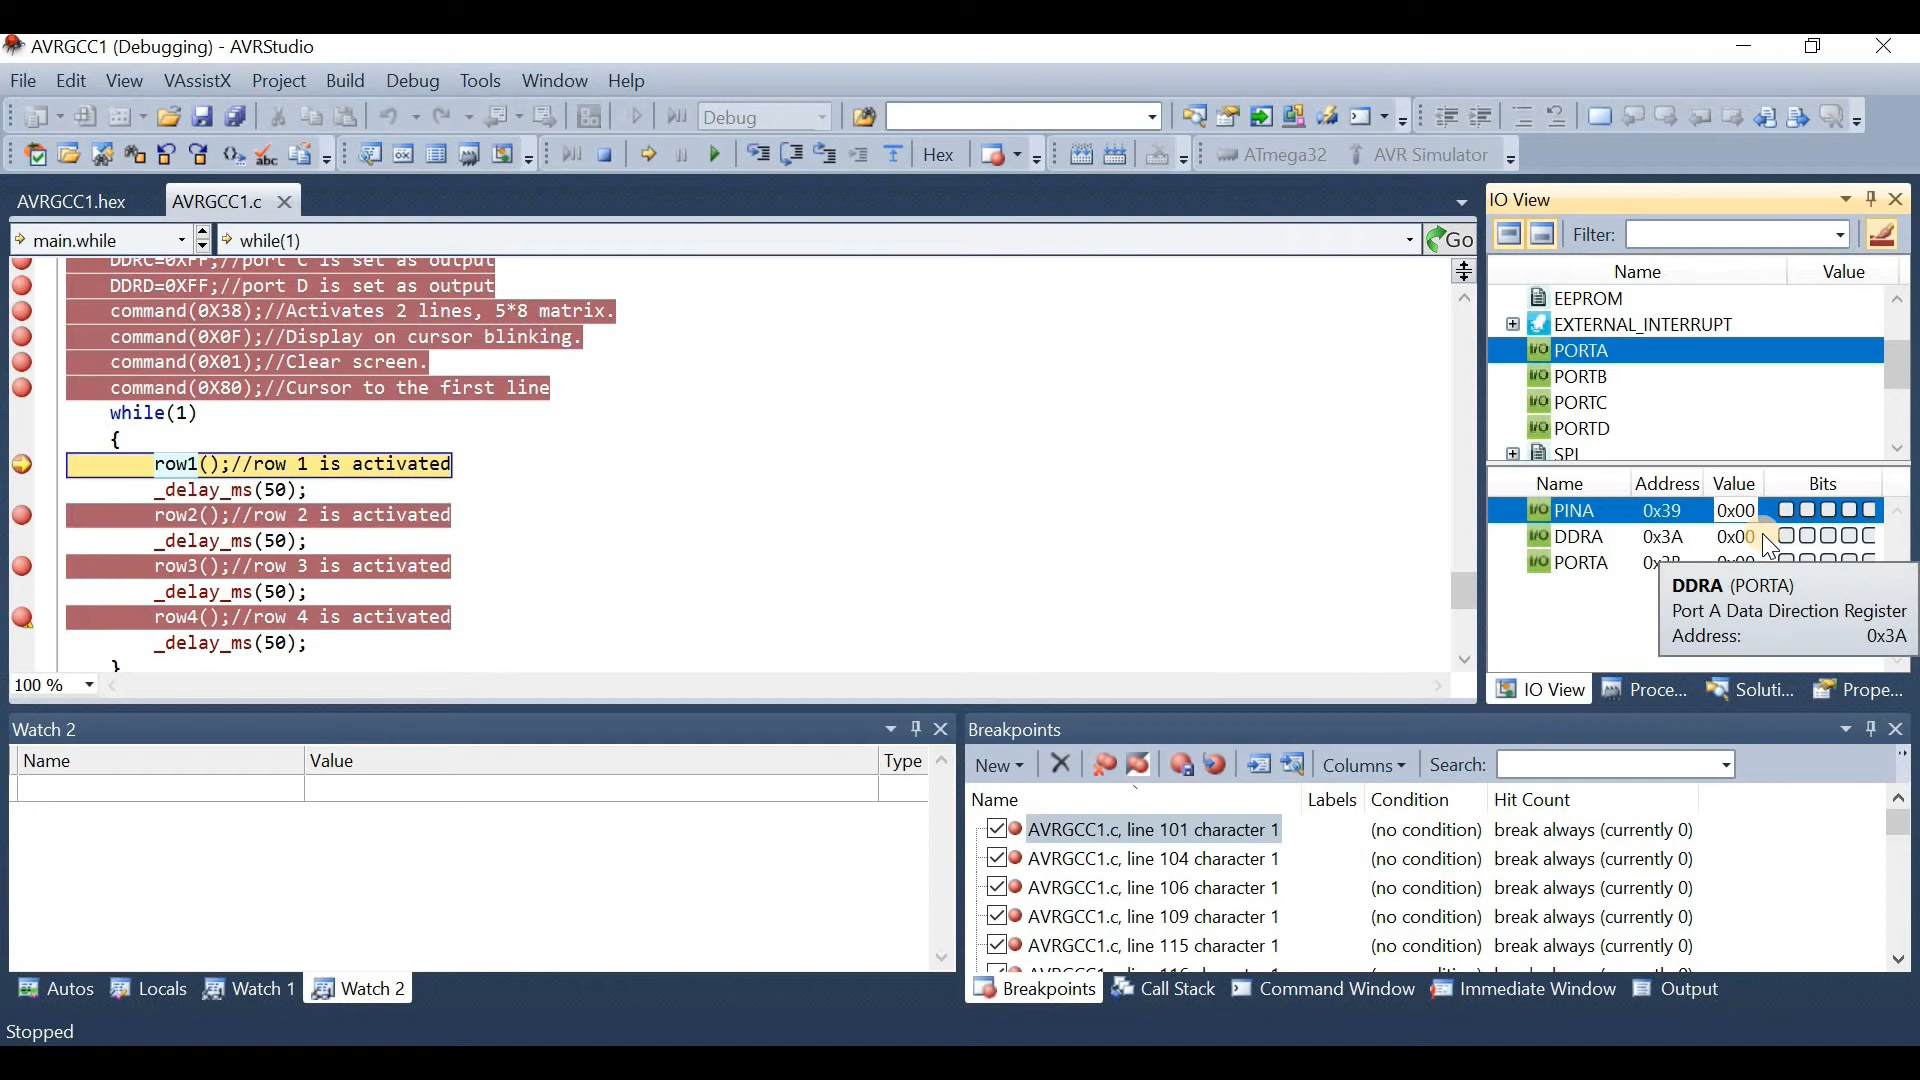 AVRGCC1 (Debugging) - AVRStudio
File Edit View VAssistX Project Build Debug Tools Window Help
Debug
Hex ATmega32 AVR Simulator
AVRGCC1.hex AVRGCC1.c
main.while while(1) Go
DDRC=0XFF;//port C is set as output
DDRD=0XFF;//port D is set as output
command(0X38);//Activates 2 lines, 5*8 matrix.
command(0X0F);//Display on cursor blinking.
command(0X01);//Clear screen.
command(0X80);//Cursor to the first line
while(1)
{
row1();//row 1 is activated
_delay_ms(50);
row2();//row 2 is activated
_delay_ms(50);
row3();//row 3 is activated
_delay_ms(50);
row4();//row 4 is activated
_delay_ms(50);
}
100 %
IO View
Filter:
Name Value
EEPROM
EXTERNAL_INTERRUPT
PORTA
PORTB
PORTC
PORTD
SPI
Name Address Value Bits
PINA 0x39 0x00
DDRA 0x3A 0x00
PORTA
DDRA (PORTA)
Port A Data Direction Register
Address: 0x3A
IO View Proce... Soluti... Prope...
Watch 2
Name Value Type
Autos Locals Watch 1 Watch 2
Breakpoints
New Columns Search:
Name Labels Condition Hit Count
AVRGCC1.c, line 101 character 1 (no condition) break always (currently 0)
AVRGCC1.c, line 104 character 1 (no condition) break always (currently 0)
AVRGCC1.c, line 106 character 1 (no condition) break always (currently 0)
AVRGCC1.c, line 109 character 1 (no condition) break always (currently 0)
AVRGCC1.c, line 115 character 1 (no condition) break always (currently 0)
Breakpoints Call Stack Command Window Immediate Window Output
Stopped